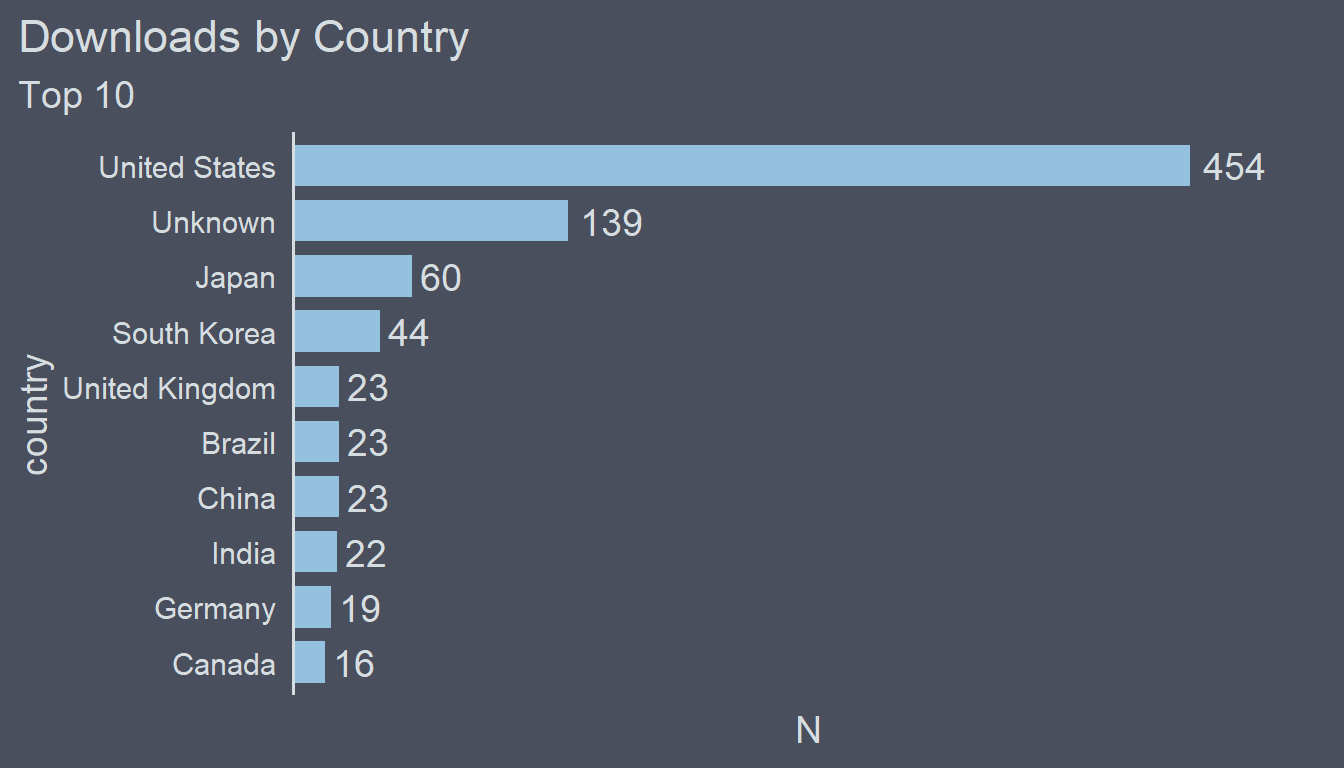 Downloads by Country
Top 10
United States 454
Unknown 139
Japan 60
South Korea 44
United Kingdom 23
Brazil 23
China 23
India 22
Germany 19
Canada 16
country
N